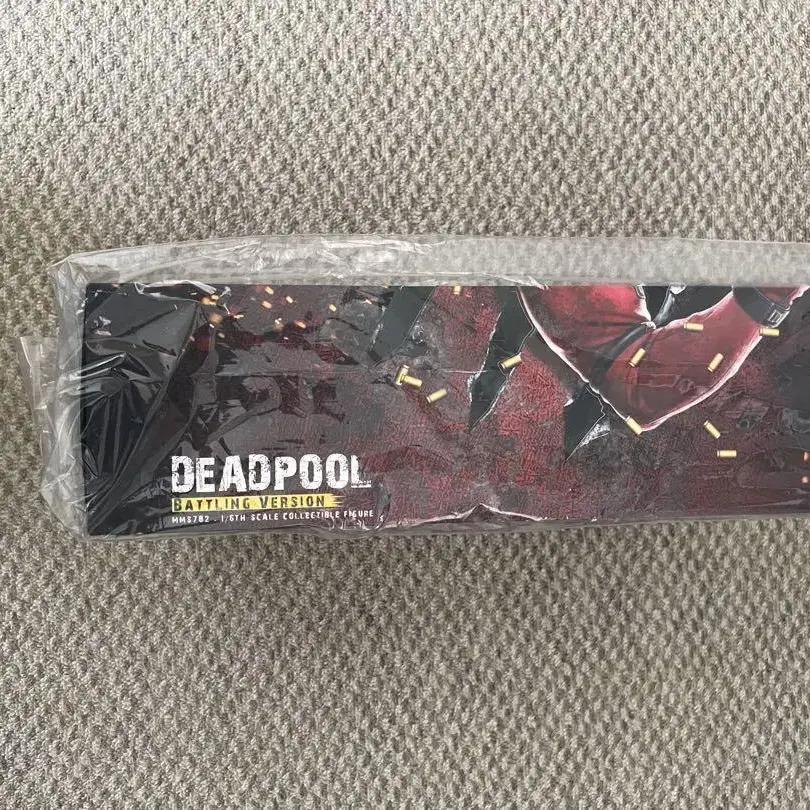 DEADPOOL
BATTLING VERSION
MMS782 - 1/6TH SCALE COLLECTIBLE FIGURE